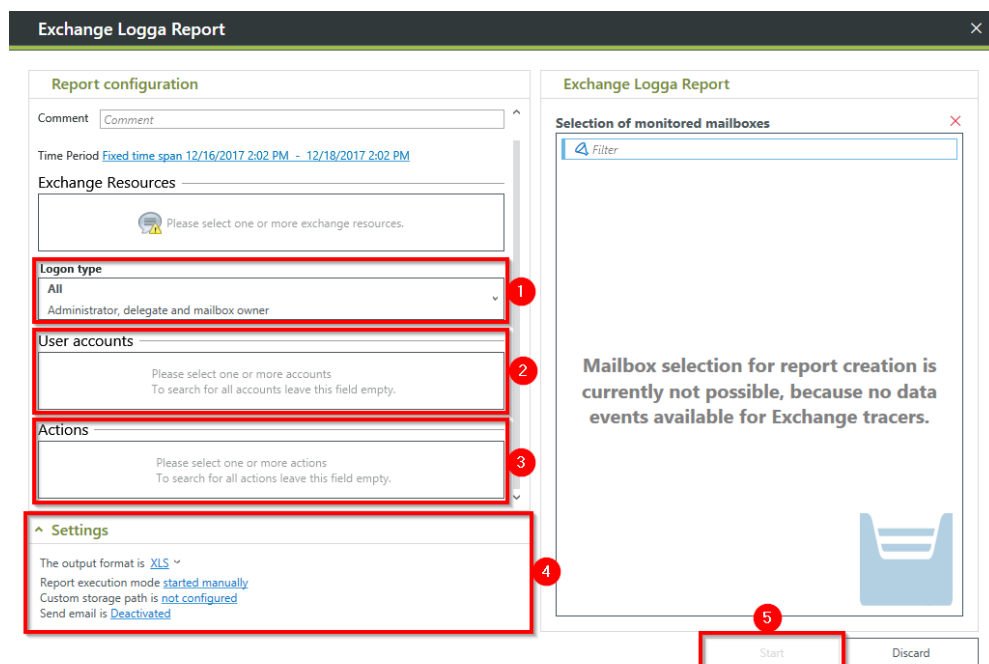 Exchange Logga Report
Report configuration
Comment Comment
Time Period Fixed time span 12/16/2017 2:02 PM - 12/18/2017 2:02 PM
Exchange Resources
Please select one or more exchange resources.
Logon type
All
Administrator, delegate and mailbox owner
1
User accounts
Please select one or more accounts
To search for all accounts leave this field empty.
2
Actions
Please select one or more actions
To search for all actions leave this field empty.
3
Settings
The output format is XLS
Report execution mode started manually
Custom storage path is not configured
Send email is Deactivated
4
Exchange Logga Report
Selection of monitored mailboxes
Filter
Mailbox selection for report creation is
currently not possible, because no data
events available for Exchange tracers.
5
Start
Discard